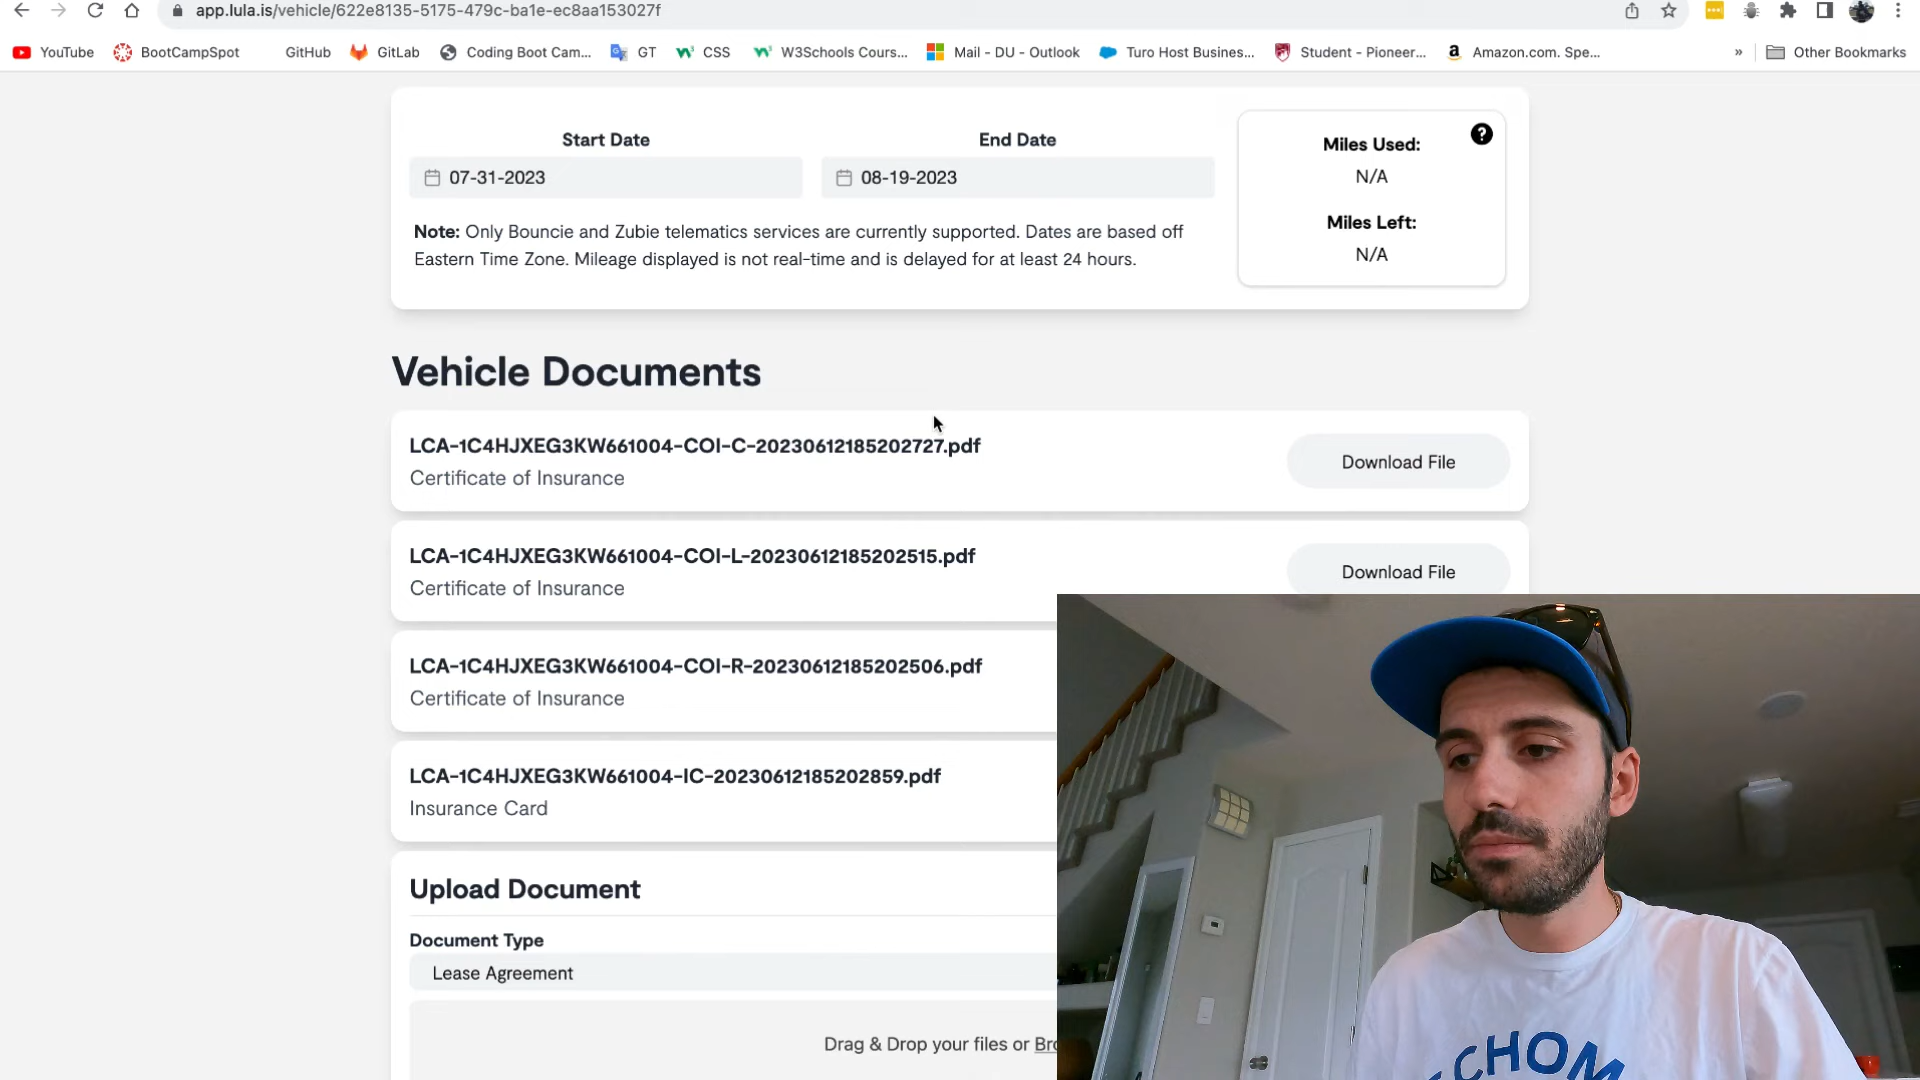 app.lula.is/vehicle/622e8135-5175-479c-ba1e-ec8aa153027f
YouTube
BootCampSpot
GitHub
GitLab
Coding Boot Cam...
GT
CSS
W3Schools Cours...
Mail - DU - Outlook
Turo Host Busines...
Student - Pioneer...
Amazon.com. Spe...
»
Other Bookmarks
Start Date
End Date
07-31-2023
08-19-2023
Miles Used:
N/A
Miles Left:
N/A
Note: Only Bouncie and Zubie telematics services are currently supported. Dates are based off
Eastern Time Zone. Mileage displayed is not real-time and is delayed for at least 24 hours.
Vehicle Documents
LCA-1C4HJXEG3KW661004-COI-C-20230612185202727.pdf
Certificate of Insurance
Download File
LCA-1C4HJXEG3KW661004-COI-L-20230612185202515.pdf
Certificate of Insurance
Download File
LCA-1C4HJXEG3KW661004-COI-R-20230612185202506.pdf
Certificate of Insurance
LCA-1C4HJXEG3KW661004-IC-20230612185202859.pdf
Insurance Card
Upload Document
Document Type
Lease Agreement
Drag & Drop your files or Bro
CHOM